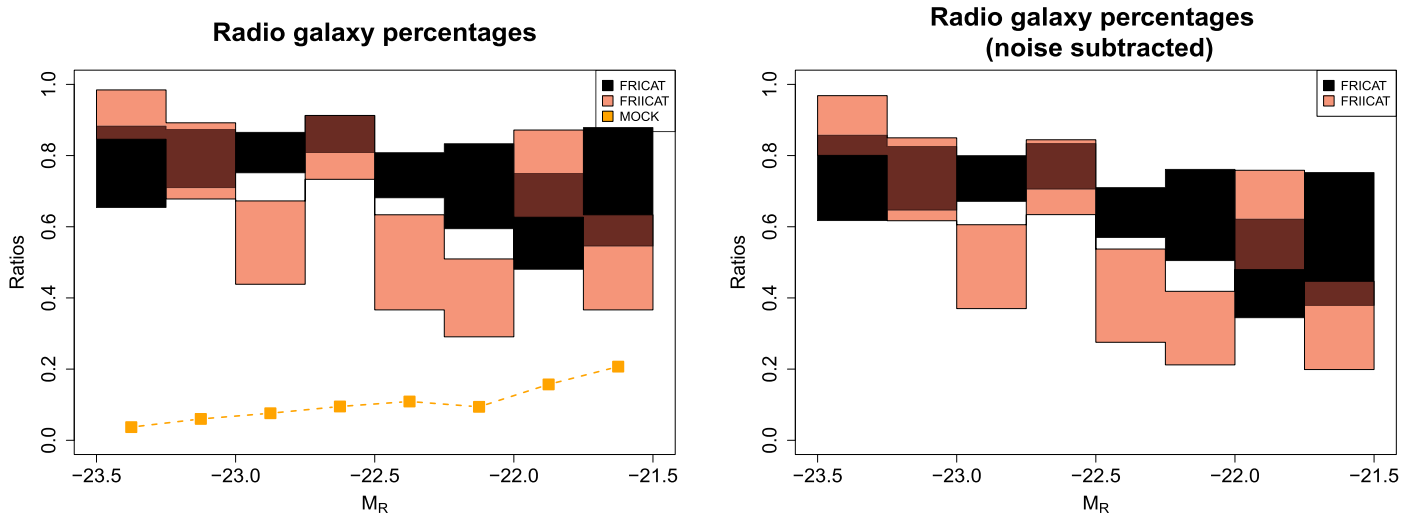 Radio galaxy percentages
FRICAT
FRIICAT
MOCK
Ratios
1.0
0.8
0.6
0.4
0.2
0.0
−23.5 −23.0 −22.5 −22.0 −21.5
M_R
Radio galaxy percentages
(noise subtracted)
FRICAT
FRIICAT
Ratios
1.0
0.8
0.6
0.4
0.2
0.0
−23.5 −23.0 −22.5 −22.0 −21.5
M_R